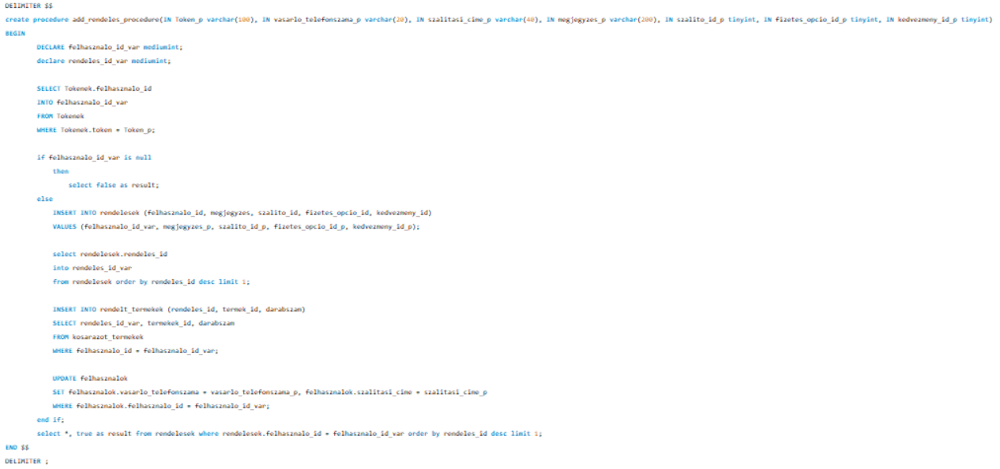 DELIMITER $$
create procedure add_rendeles_procedure(IN Token_p varchar(100), IN vasarlo_telefonszama_p varchar(20), IN szalitasi_cime_p varchar(40), IN megjegyzes_p varchar(200), IN szalito_id_p tinyint, IN fizetes_opcio_id_p tinyint, IN kedvezmeny_id_p tinyint)
BEGIN
DECLARE felhasznalo_id_var mediumint;
declare rendeles_id_var mediumint;
SELECT Tokenek.felhasznalo_id
INTO felhasznalo_id_var
FROM Tokenek
WHERE Tokenek.token = Token_p;
if felhasznalo_id_var is null
then
select false as result;
else
INSERT INTO rendelesek (felhasznalo_id, megjegyzes, szalito_id, fizetes_opcio_id, kedvezmeny_id)
VALUES (felhasznalo_id_var, megjegyzes_p, szalito_id_p, fizetes_opcio_id_p, kedvezmeny_id_p);
select rendelesek.rendeles_id
into rendeles_id_var
from rendelesek order by rendeles_id desc limit 1;
INSERT INTO rendelt_termekek (rendeles_id, termek_id, darabszam)
SELECT rendeles_id_var, termekek_id, darabszam
FROM kosarazot_termekek
WHERE felhasznalo_id = felhasznalo_id_var;
UPDATE felhasznalok
SET felhasznalok.vasarlo_telefonszama = vasarlo_telefonszama_p, felhasznalok.szalitasi_cime = szalitasi_cime_p
WHERE felhasznalok.felhasznalo_id = felhasznalo_id_var;
end if;
select *, true as result from rendelesek where rendelesek.felhasznalo_id = felhasznalo_id_var order by rendeles_id desc limit 1;
END $$
DELIMITER ;